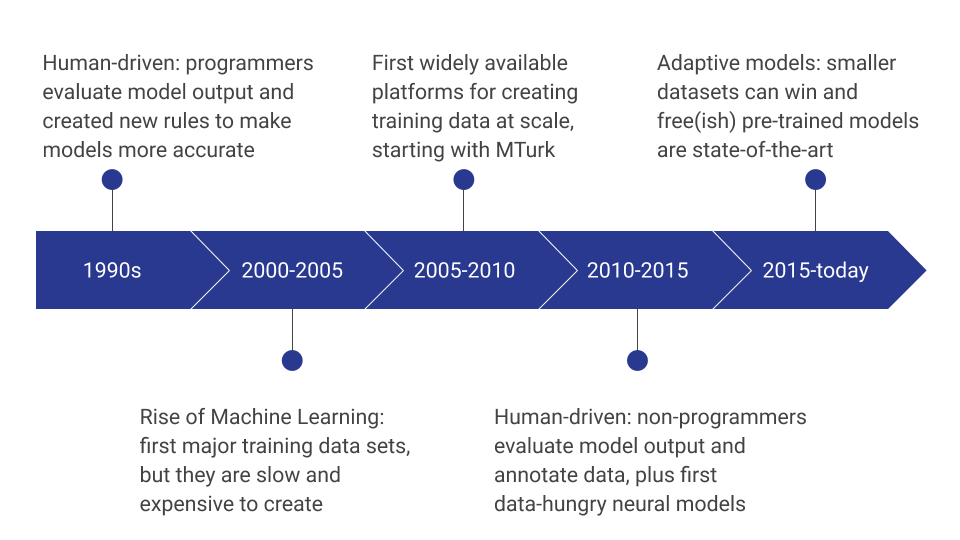 Human-driven: programmers
evaluate model output and
created new rules to make
models more accurate
First widely available
platforms for creating
training data at scale,
starting with MTurk
Adaptive models: smaller
datasets can win and
free(ish) pre-trained models
are state-of-the-art
1990s
2000-2005
2005-2010
2010-2015
2015-today
Rise of Machine Learning:
first major training data sets,
but they are slow and
expensive to create
Human-driven: non-programmers
evaluate model output and
annotate data, plus first
data-hungry neural models